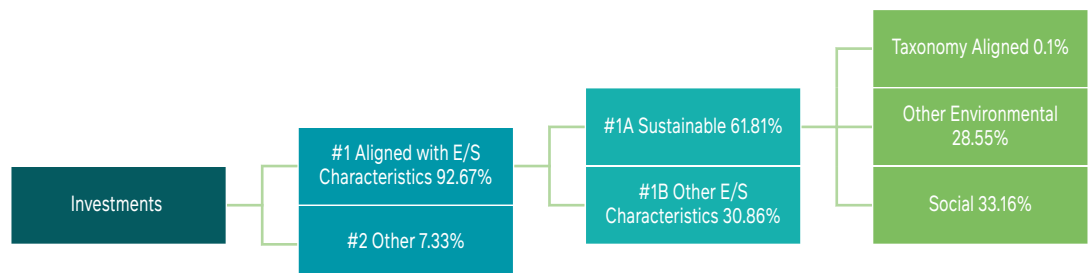 Investments
#1 Aligned with E/S
Characteristics 92.67%
#2 Other 7.33%
#1A Sustainable 61.81%
#1B Other E/S
Characteristics 30.86%
Taxonomy Aligned 0.1%
Other Environmental
28.55%
Social 33.16%